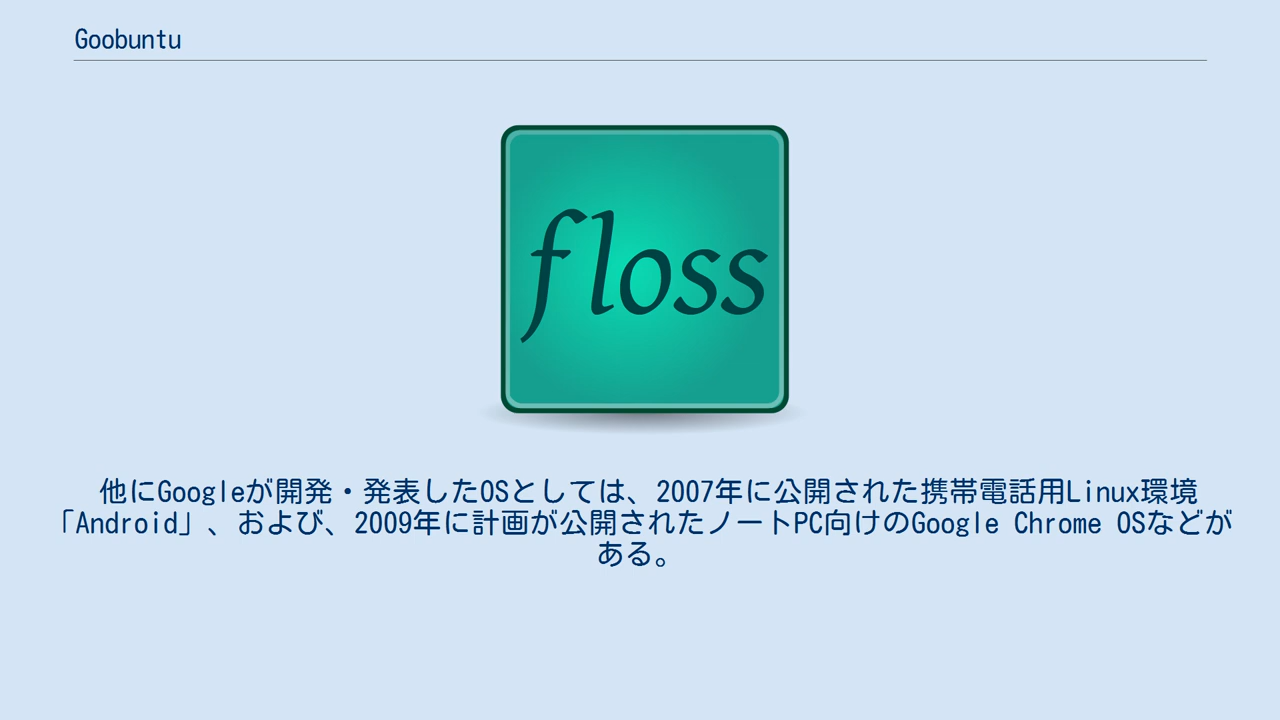 Goobuntu
floss
他にGoogleが開発・発表したOSとしては、2007年に公開された携帯電話用Linux環境
「Android」、および、2009年に計画が公開されたノートPC向けのGoogle Chrome OSなどが
ある。